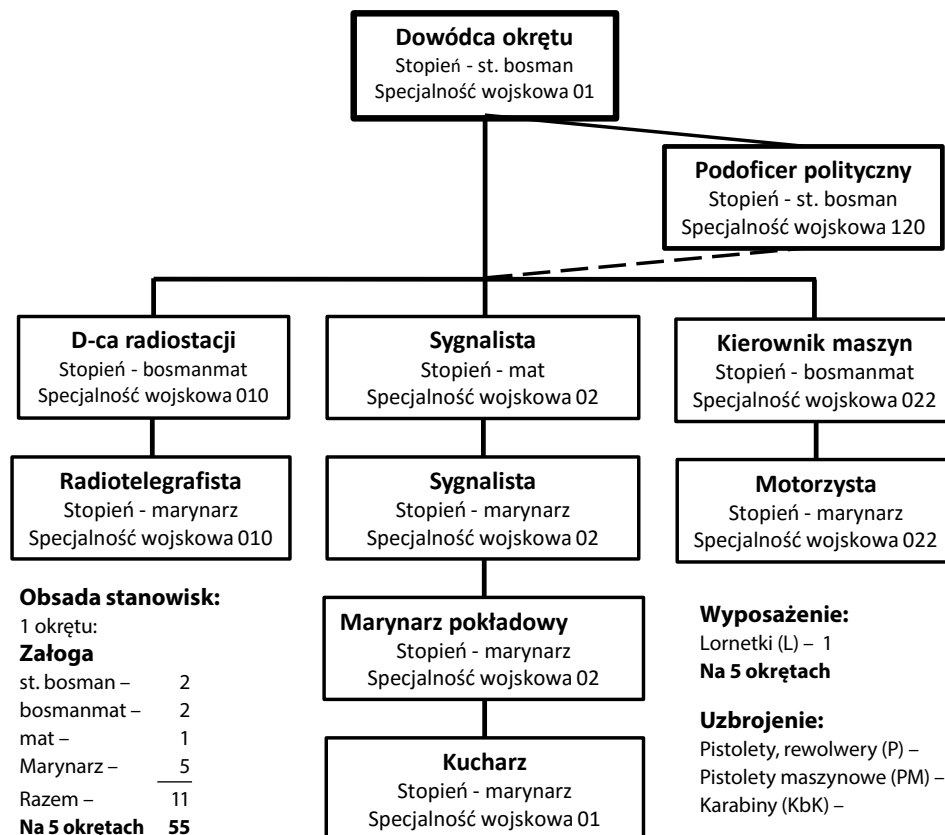 Dowódca okrętu
Stopień - st. bosman
Specjalność wojskowa 01
Podoficer polityczny
Stopień - st. bosman
Specjalność wojskowa 120
D-ca radiostacji
Stopień - bosmanmat
Specjalność wojskowa 010
Sygnalista
Stopień - mat
Specjalność wojskowa 02
Kierownik maszyn
Stopień - bosmanmat
Specjalność wojskowa 022
Radiotelegrafista
Stopień - marynarz
Specjalność wojskowa 010
Sygnalista
Stopień - marynarz
Specjalność wojskowa 02
Motorzysta
Stopień - marynarz
Specjalność wojskowa 022
Marynarz pokładowy
Stopień - marynarz
Specjalność wojskowa 02
Kucharz
Stopień - marynarz
Specjalność wojskowa 01
Obsada stanowisk:
1 okrętu:
Załoga
st. bosman – 2
bosmanmat – 2
mat – 1
Marynarz – 5
Razem – 11
Na 5 okrętach 55
Wyposażenie:
Lornetki (L) – 1
Na 5 okrętach
Uzbrojenie:
Pistolety, rewolwery (P) –
Pistolety maszynowe (PM) –
Karabiny (KbK) –